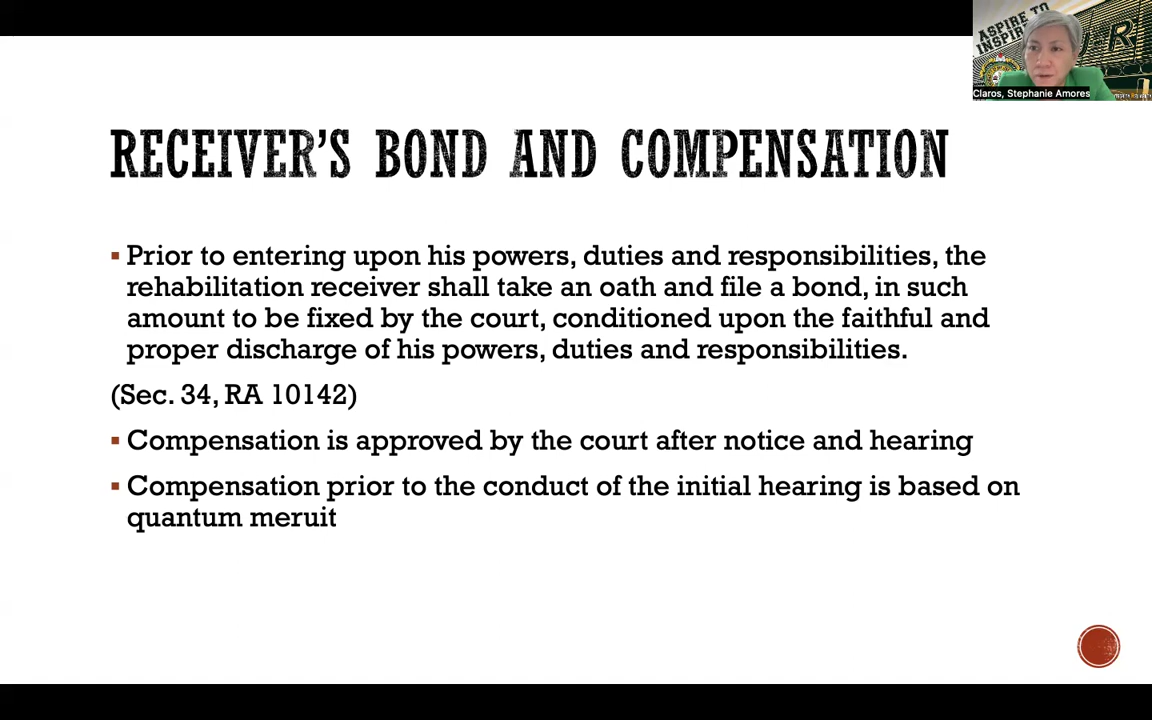 ASPIRE TO
INSPIRE
R
Claros, Stephanie Amores
RECEIVER'S BOND AND COMPENSATION
▪ Prior to entering upon his powers, duties and responsibilities, the
rehabilitation receiver shall take an oath and file a bond, in such
amount to be fixed by the court, conditioned upon the faithful and
proper discharge of his powers, duties and responsibilities.
(Sec. 34, RA 10142)
▪ Compensation is approved by the court after notice and hearing
▪ Compensation prior to the conduct of the initial hearing is based on
quantum meruit